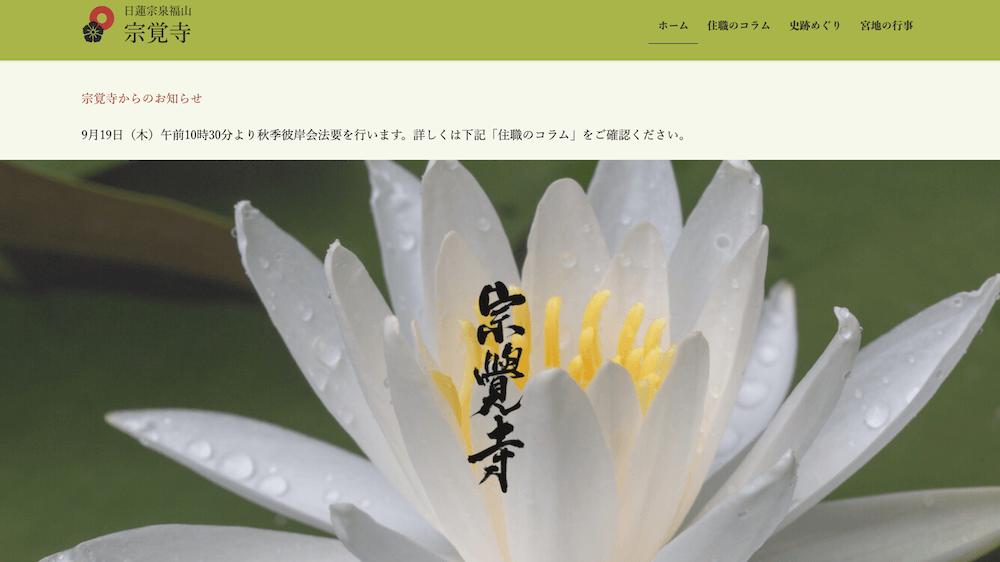 日蓮宗泉福山
宗覚寺
ホーム 住職のコラム 史跡めぐり 宮地の行事
宗覚寺からのお知らせ
9月19日（木）午前10時30分より秋季彼岸会法要を行います。詳しくは下記「住職のコラム」をご確認ください。
宗覺寺